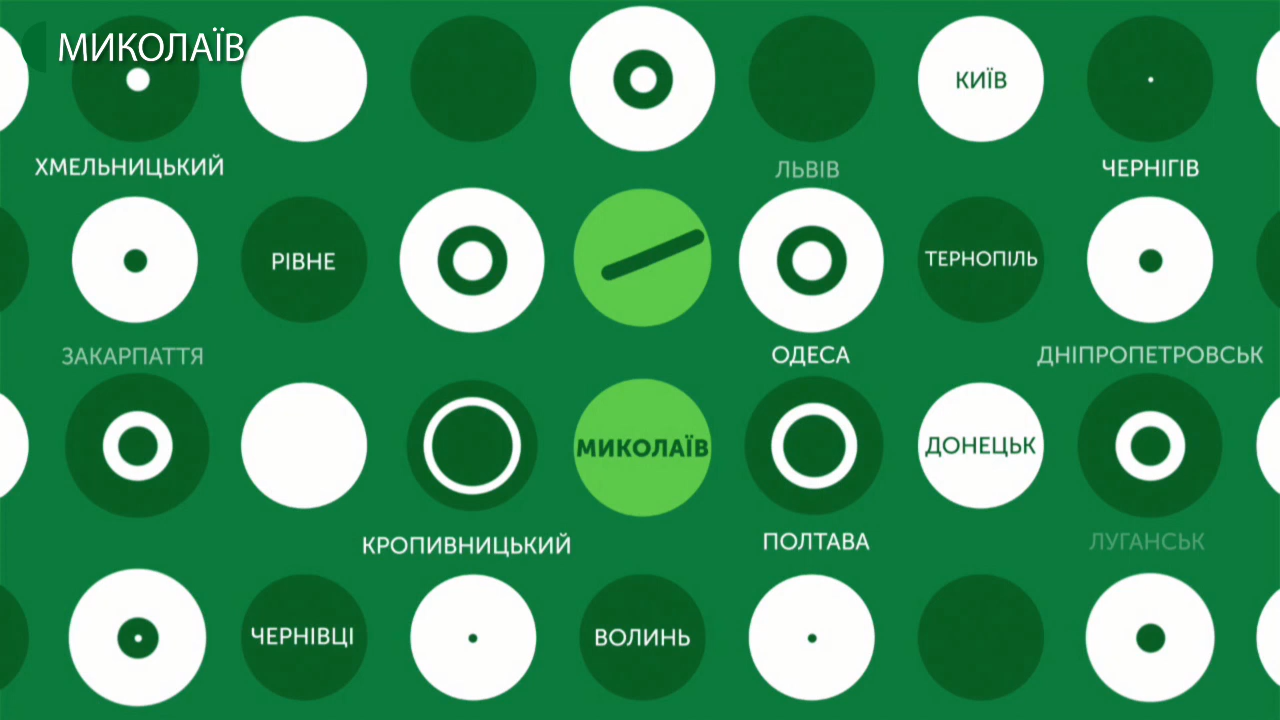 МИКОЛАЇВ
КИЇВ
ХМЕЛЬНИЦЬКИЙ
ЛЬВІВ
ЧЕРНІГІВ
РІВНЕ
ТЕРНОПІЛЬ
ЗАКАРПАТТЯ
ОДЕСА
ДНІПРОПЕТРОВСЬК
МИКОЛАЇВ
ДОНЕЦЬК
КРОПИВНИЦЬКИЙ
ПОЛТАВА
ЛУГАНСЬК
ЧЕРНІВЦІ
ВОЛИНЬ